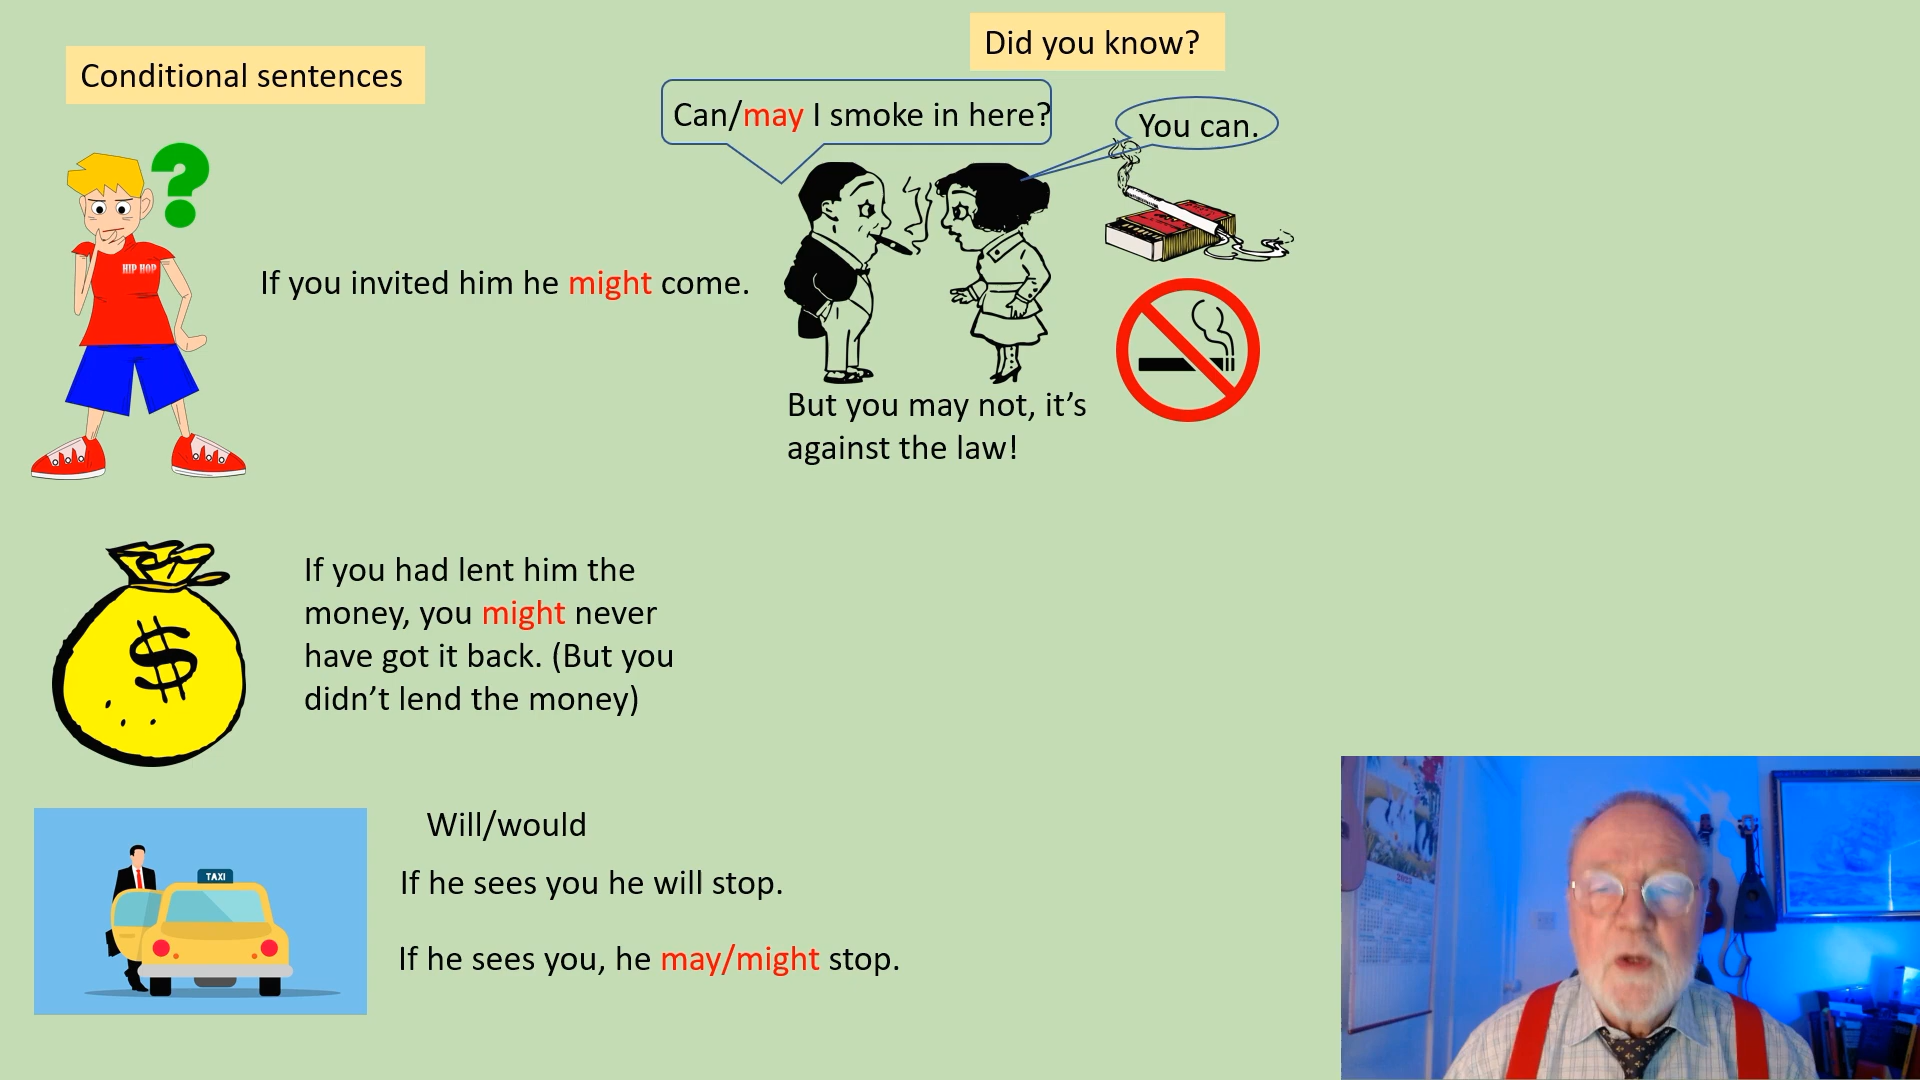 Did you know?
Conditional sentences
Can/may I smoke in here?
You can.
HIP HOP
If you invited him he might come.
But you may not, it’s
against the law!
If you had lent him the
money, you might never
have got it back. (But you
didn’t lend the money)
$
Will/would
TAXI
If he sees you he will stop.
If he sees you, he may/might stop.